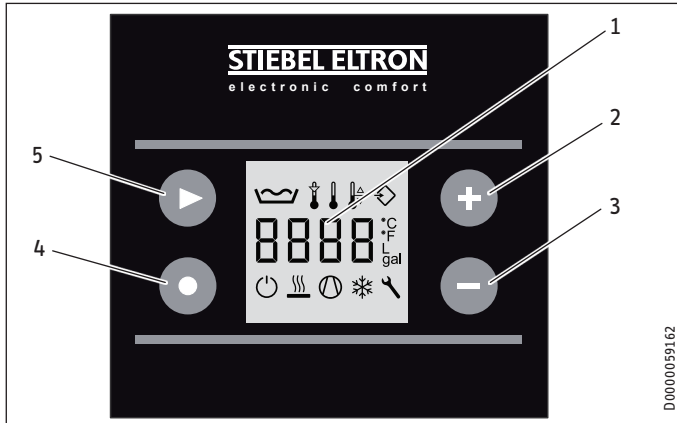 1
STIEBEL ELTRON
electronic comfort
2
5
8888
°C
°F
L
gal
3
4
D0000059162